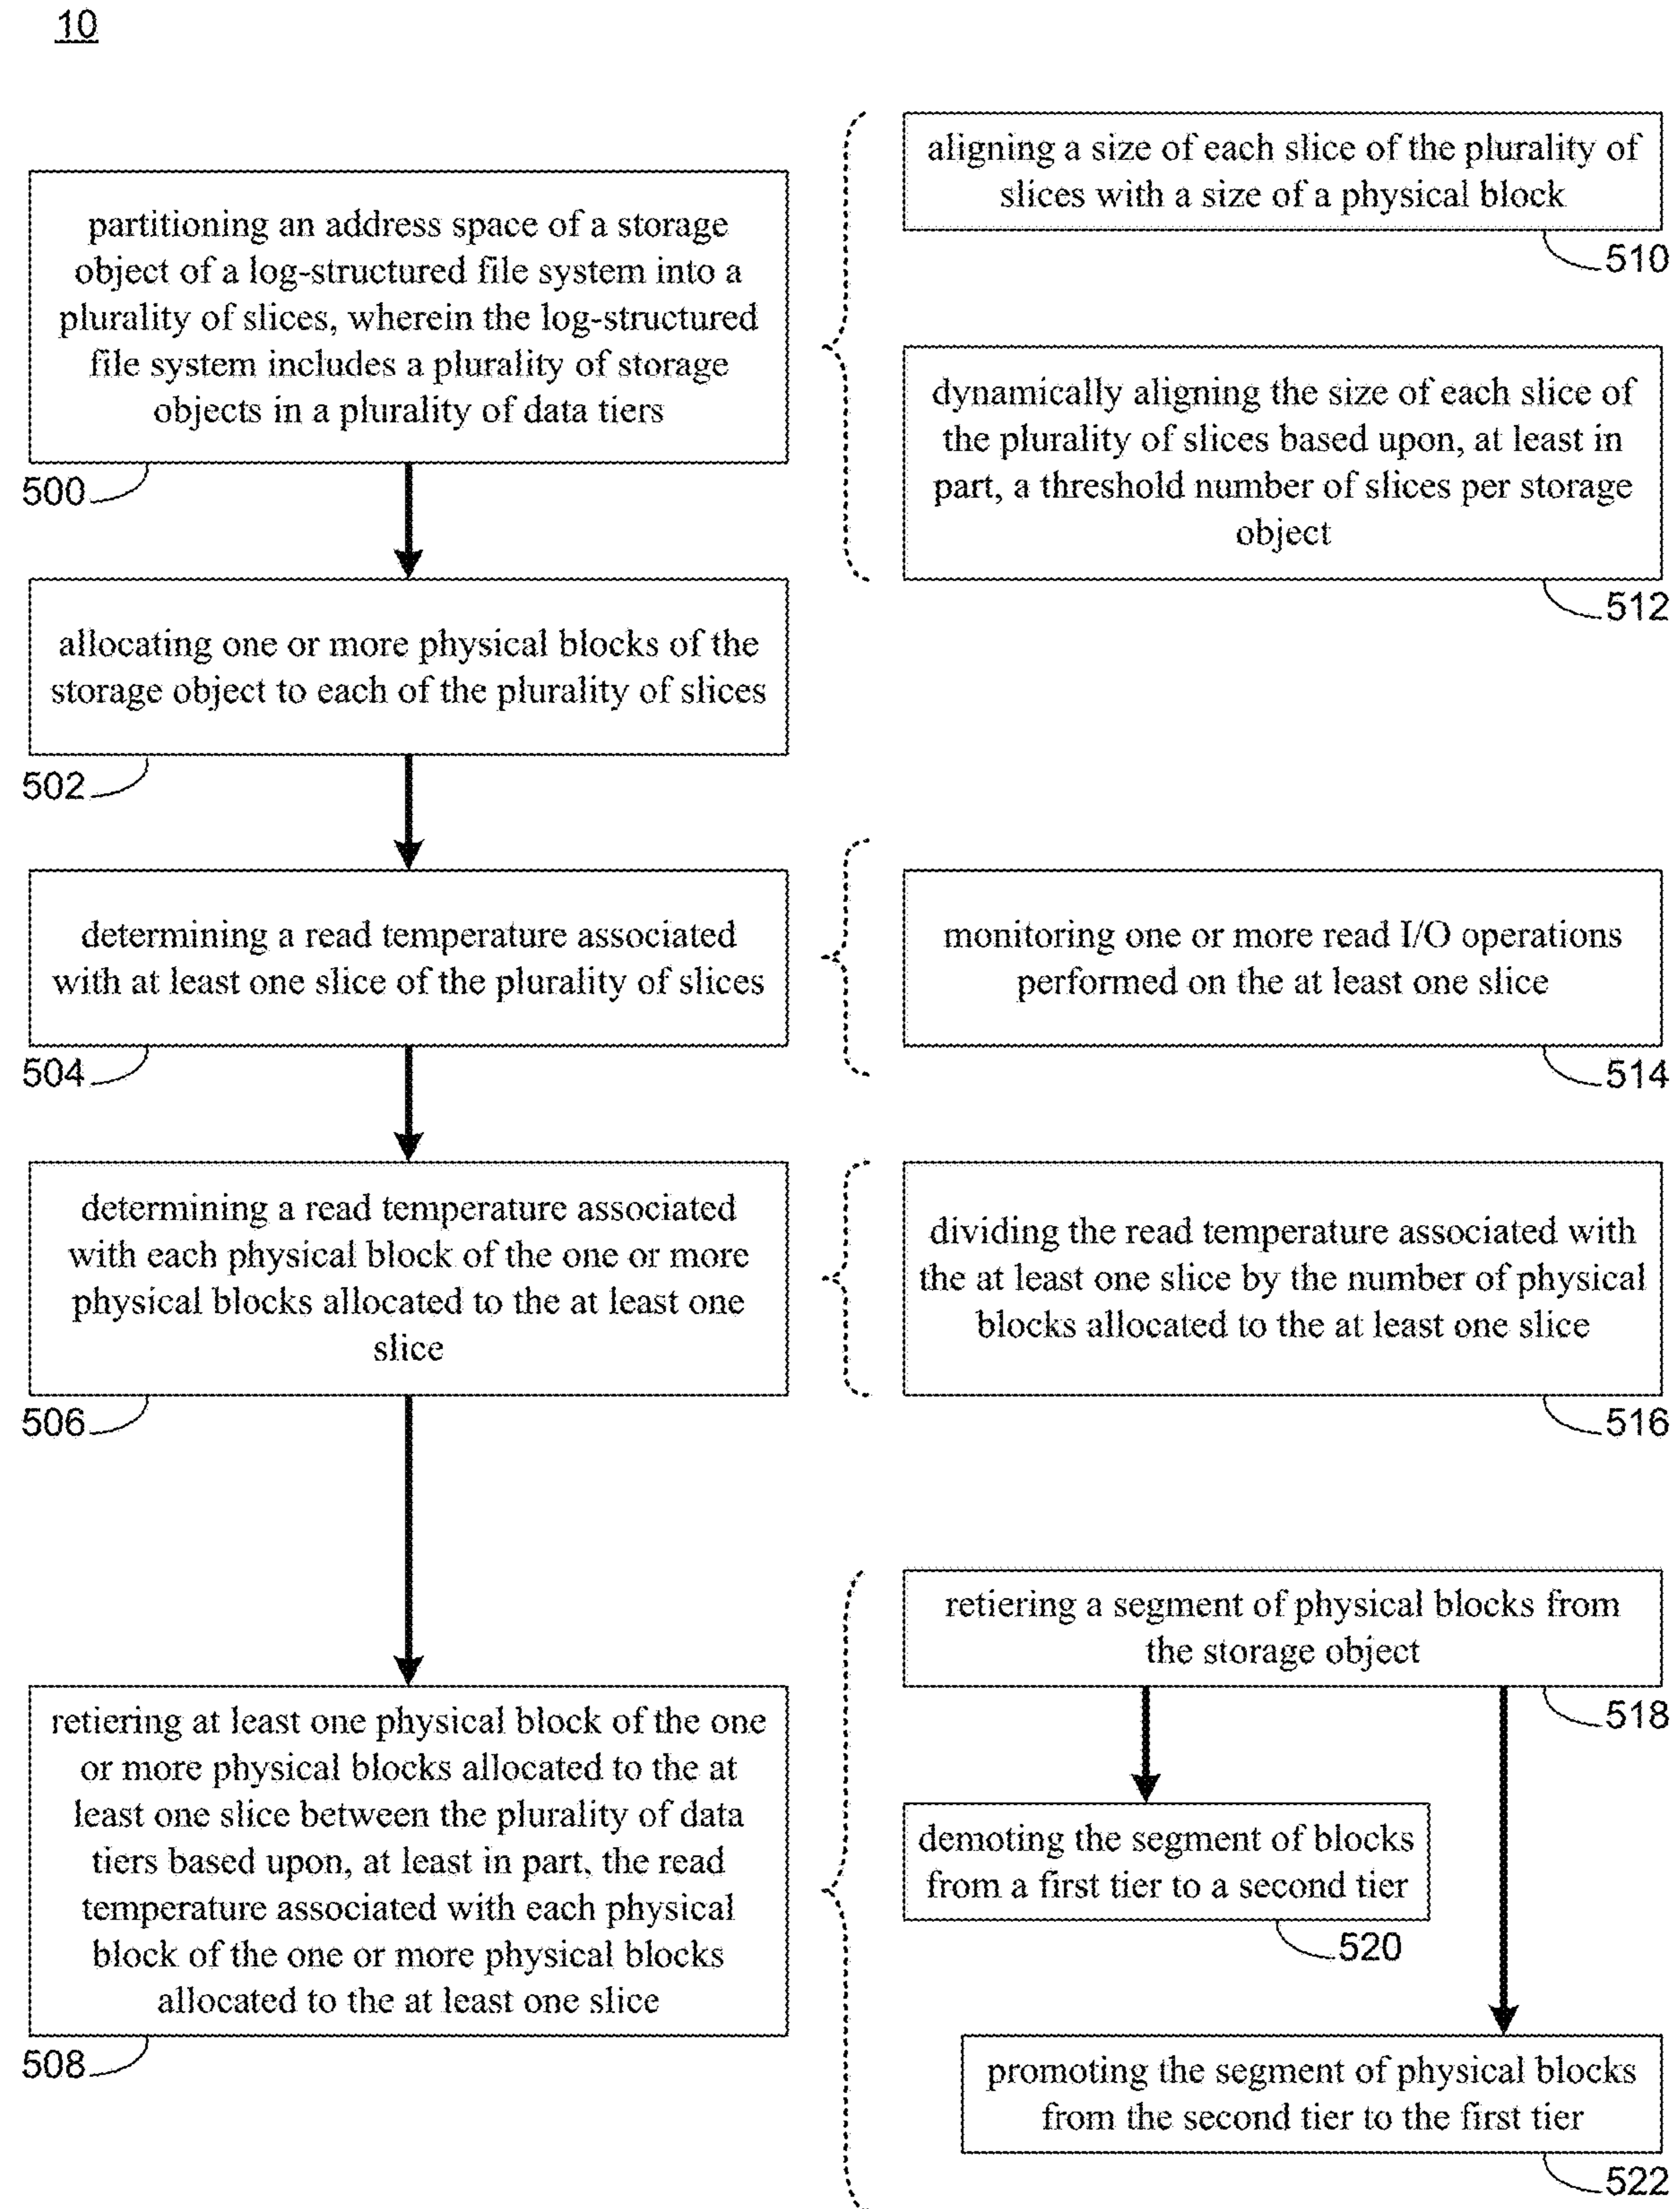 10
partitioning an address space of a storage
object of a log-structured file system into a
plurality of slices, wherein the log-structured
file system includes a plurality of storage
objects in a plurality of data tiers
500
aligning a size of each slice of the plurality of
slices with a size of a physical block
510
dynamically aligning the size of each slice of
the plurality of slices based upon, at least in
part, a threshold number of slices per storage
object
512
allocating one or more physical blocks of the
storage object to each of the plurality of slices
502
determining a read temperature associated
with at least one slice of the plurality of slices
504
monitoring one or more read I/O operations
performed on the at least one slice
514
determining a read temperature associated
with each physical block of the one or more
physical blocks allocated to the at least one
slice
506
dividing the read temperature associated with
the at least one slice by the number of physical
blocks allocated to the at least one slice
516
retiering at least one physical block of the one
or more physical blocks allocated to the at
least one slice between the plurality of data
tiers based upon, at least in part, the read
temperature associated with each physical
block of the one or more physical blocks
allocated to the at least one slice
508
retiering a segment of physical blocks from
the storage object
518
demoting the segment of blocks
from a first tier to a second tier
520
promoting the segment of physical blocks
from the second tier to the first tier
522